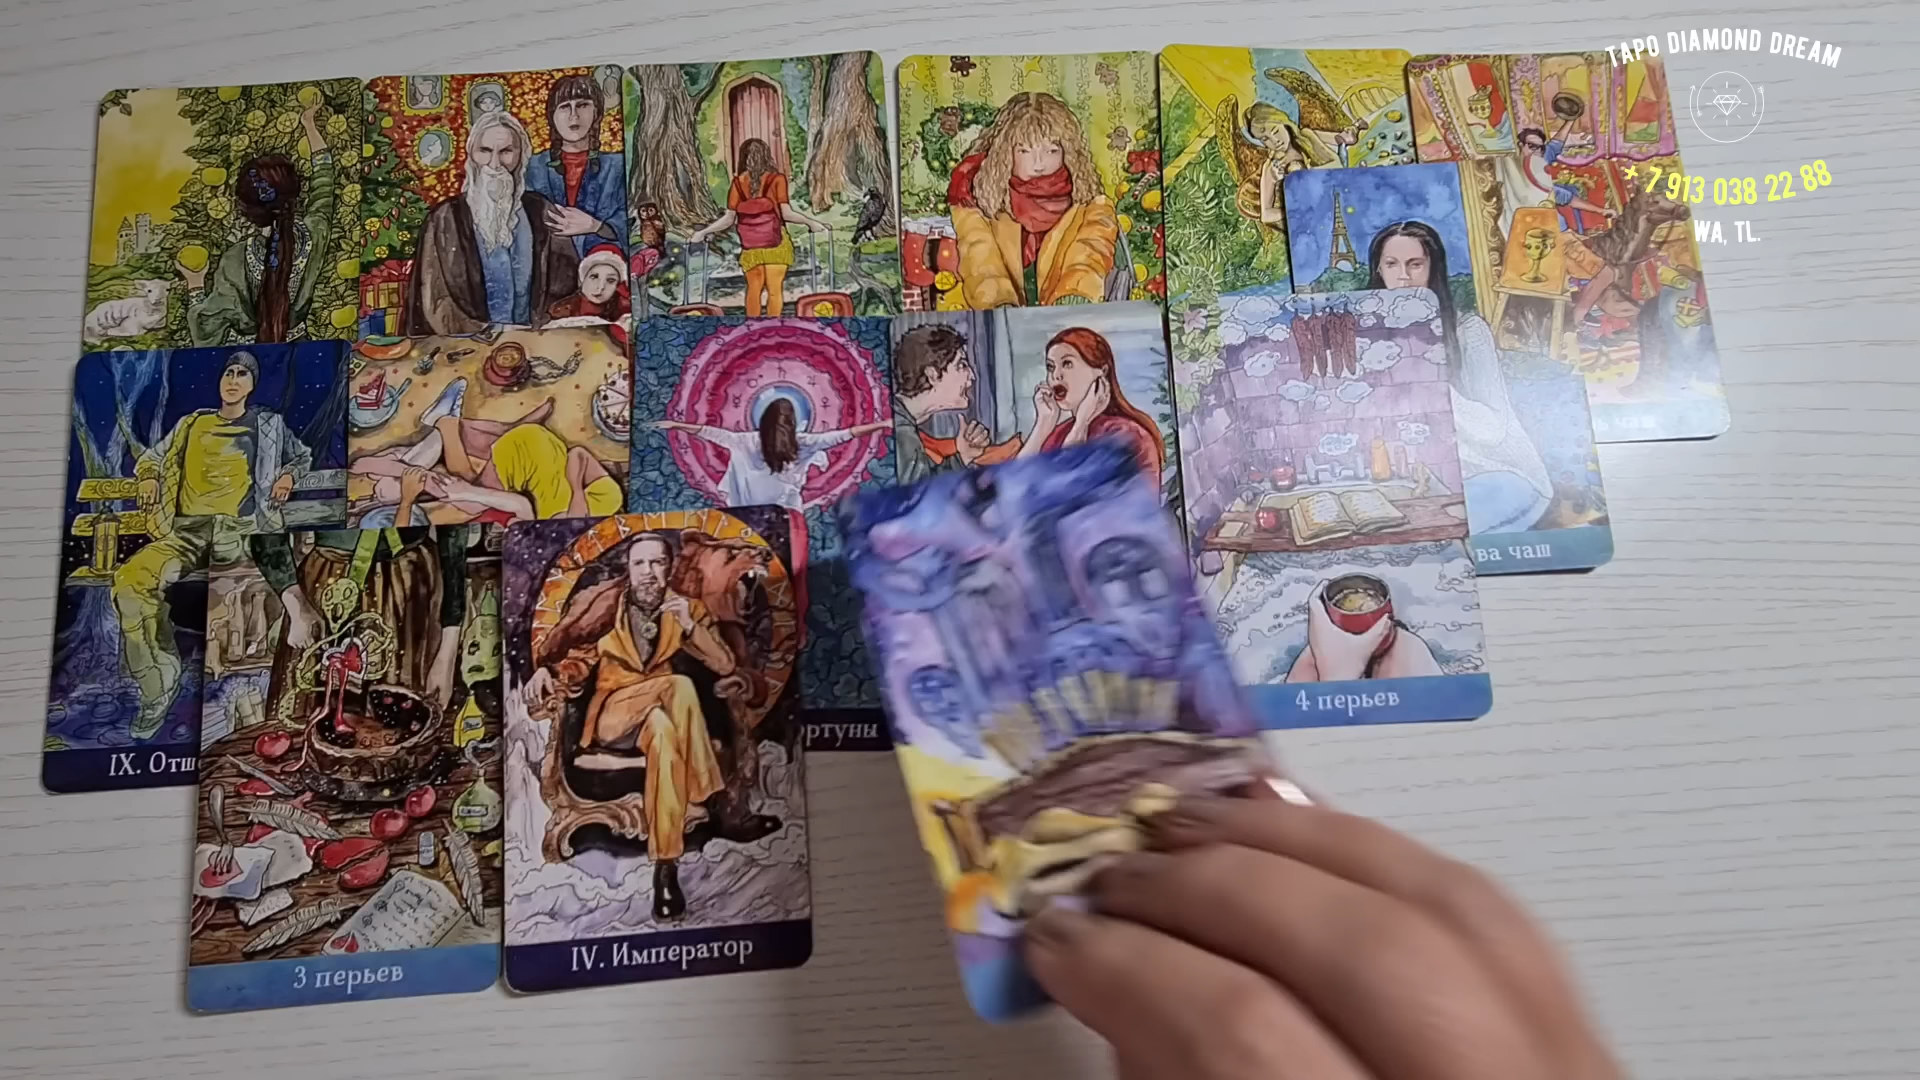 ТАРО DIAMOND DREAM
+ 7 913 038 22 88
WA, TL.
ва чаш
4 перьев
ртуны
IX. Отш
IV. Император
3 перьев